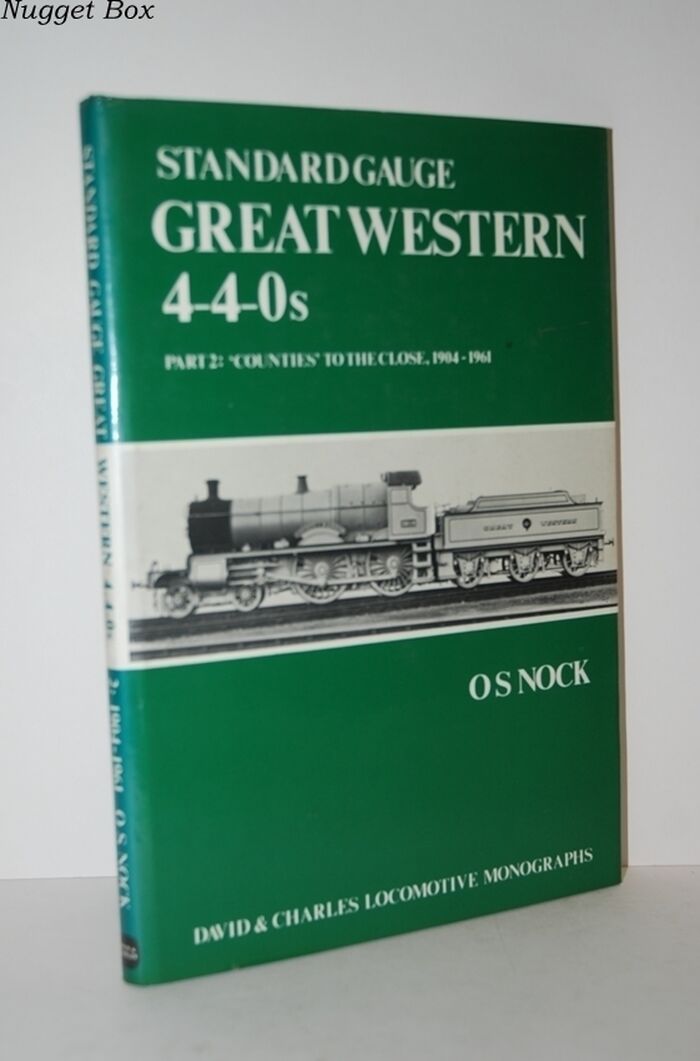 Nugget Box
STANDARD GAUGE
GREAT WESTERN
4-4-0s
PART 2: 'COUNTIES' TO THE CLOSE, 1904-1961
GREAT WESTERN
O S NOCK
DAVID & CHARLES LOCOMOTIVE MONOGRAPHS
STANDARD GAUGE GREAT WESTERN 4-4-0s 2: 1904-1961 O S NOCK